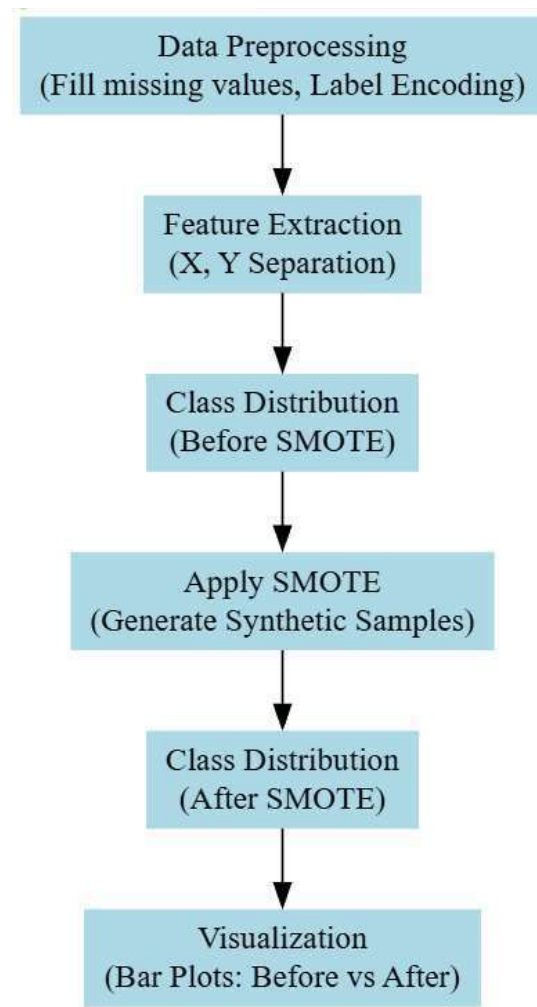 Data Preprocessing
(Fill missing values, Label Encoding)
Feature Extraction
(X, Y Separation)
Class Distribution
(Before SMOTE)
Apply SMOTE
(Generate Synthetic Samples)
Class Distribution
(After SMOTE)
Visualization
(Bar Plots: Before vs After)